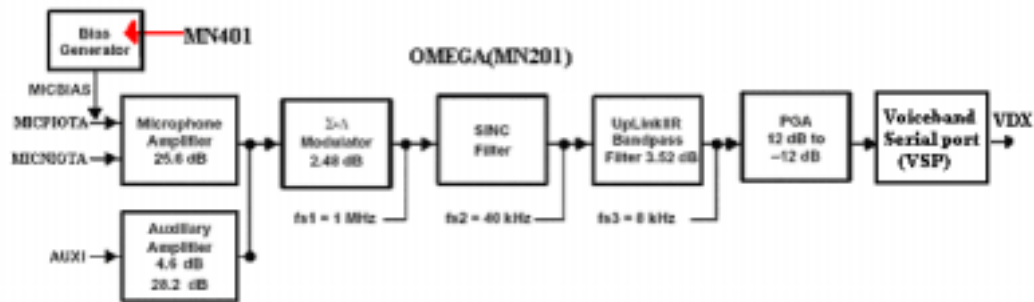 Bias
Generator
MN401
OMEGA(MN201)
MICBIAS
MICPIOTA
MICNIOTA
Microphone
Amplifier
25.6 dB
Σ-Δ
Modulator
2.48 dB
SINC
Filter
UpLinkIIR
Bandpass
Filter 3.52 dB
PGA
12 dB to
–12 dB
Voiceband
Serial port
(VSP)
VDX
fs1 = 1 MHz
fs2 = 40 kHz
fs3 = 8 kHz
AUXI
Auxiliary
Amplifier
4.6 dB
28.2 dB